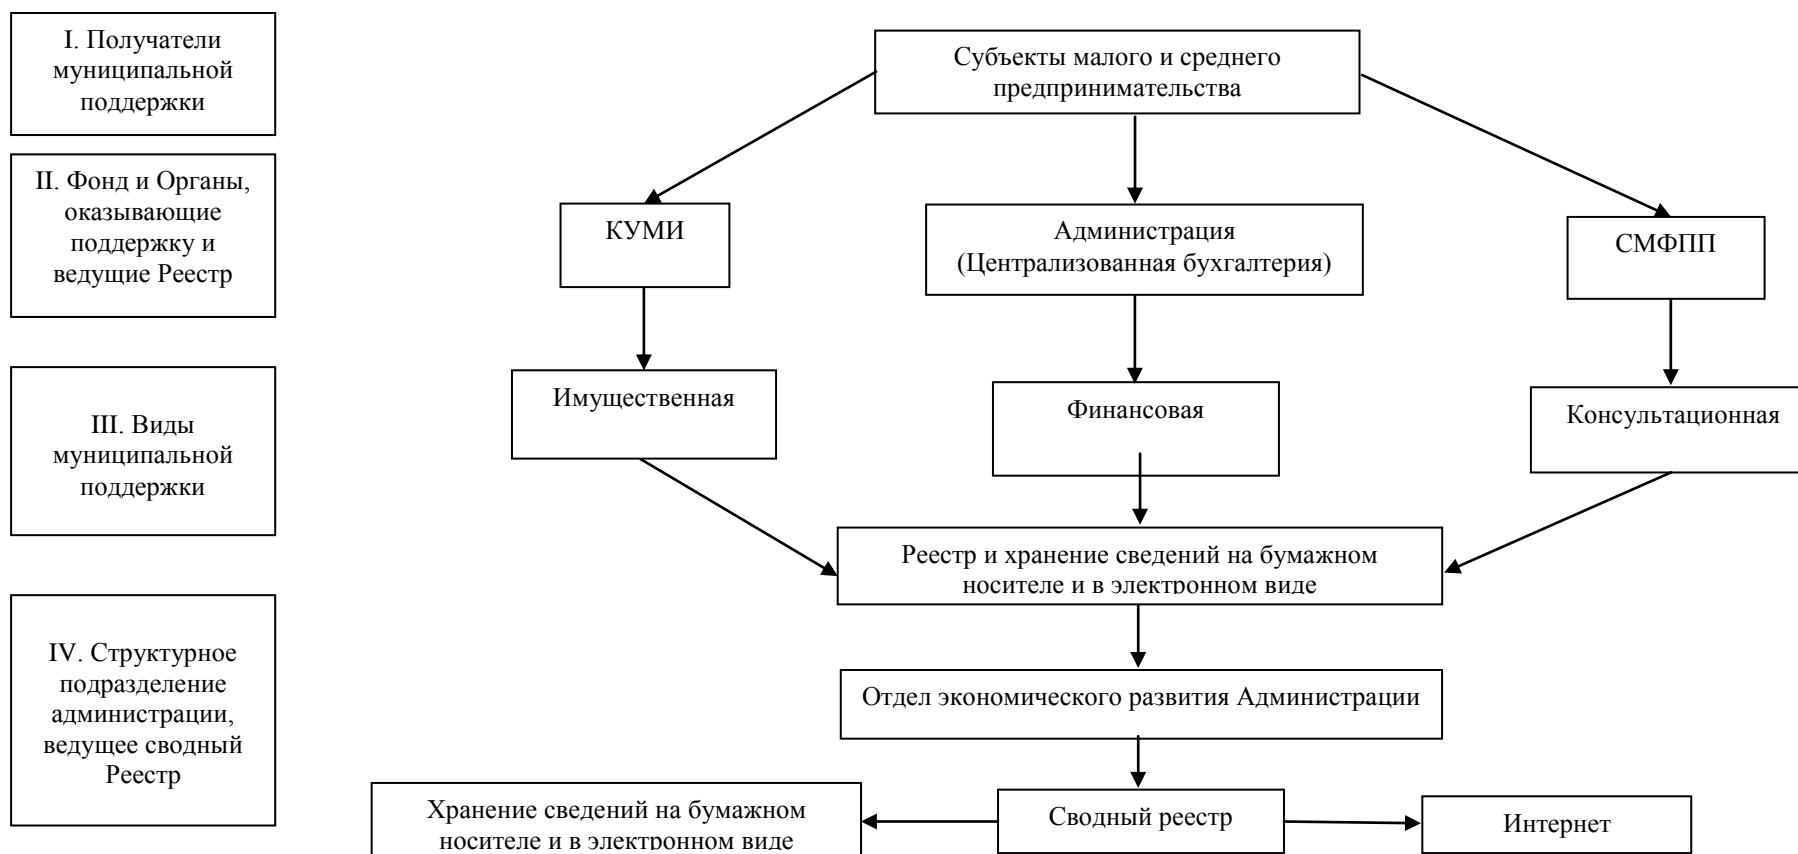 I. Получатели
муниципальной
поддержки
Субъекты малого и среднего
предпринимательства
II. Фонд и Органы,
оказывающие
поддержку и
ведущие Реестр
КУМИ
Администрация
(Централизованная бухгалтерия)
СМФПП
III. Виды
муниципальной
поддержки
Имущественная
Финансовая
Консультационная
Реестр и хранение сведений на бумажном
носителе и в электронном виде
IV. Структурное
подразделение
администрации,
ведущее сводный
Реестр
Отдел экономического развития Администрации
Хранение сведений на бумажном
носителе и в электронном виде
Сводный реестр
Интернет